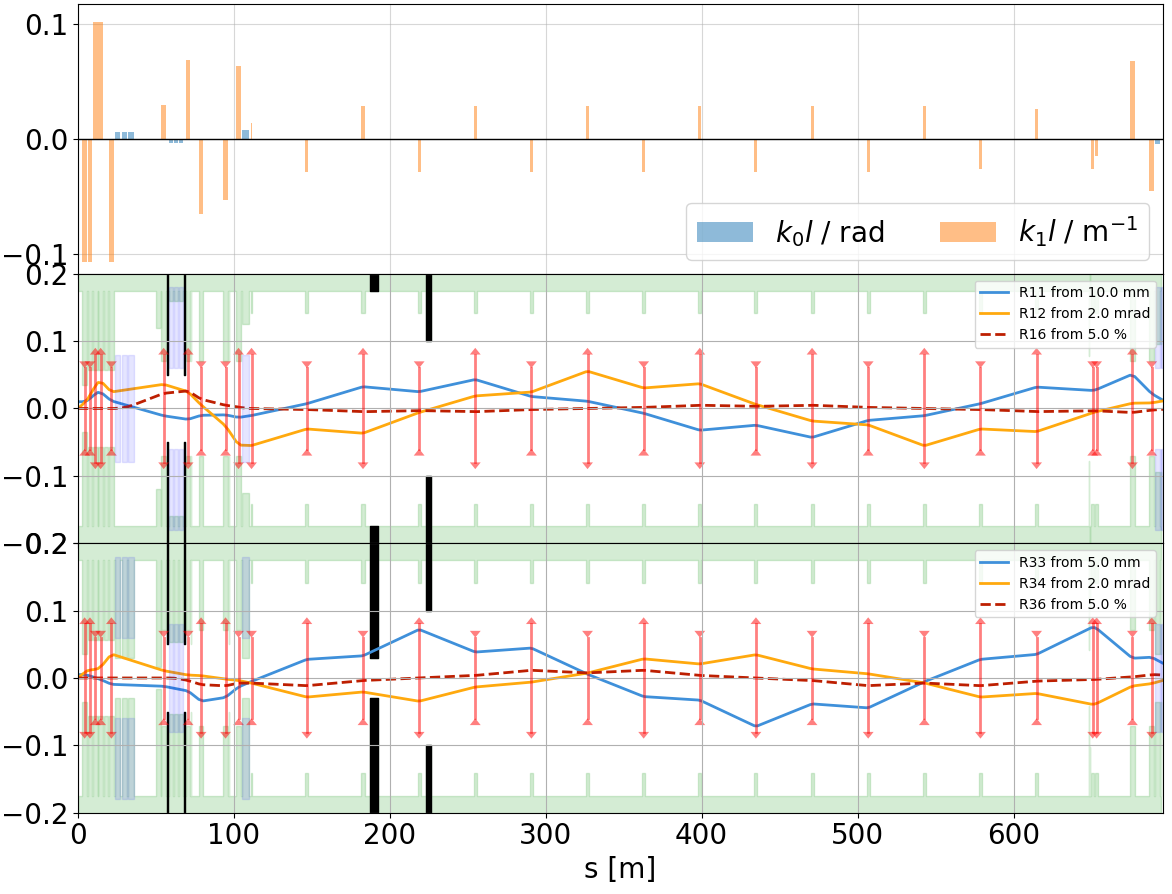 0.1
0.0
−0.1
k₀l / rad
k₁l / m⁻¹
0.2
R11 from 10.0 mm
R12 from 2.0 mrad
R16 from 5.0 %
0.1
0.0
−0.1
−0.2
R33 from 5.0 mm
R34 from 2.0 mrad
R36 from 5.0 %
0.1
0.0
−0.1
−0.2
0 100 200 300 400 500 600
s [m]